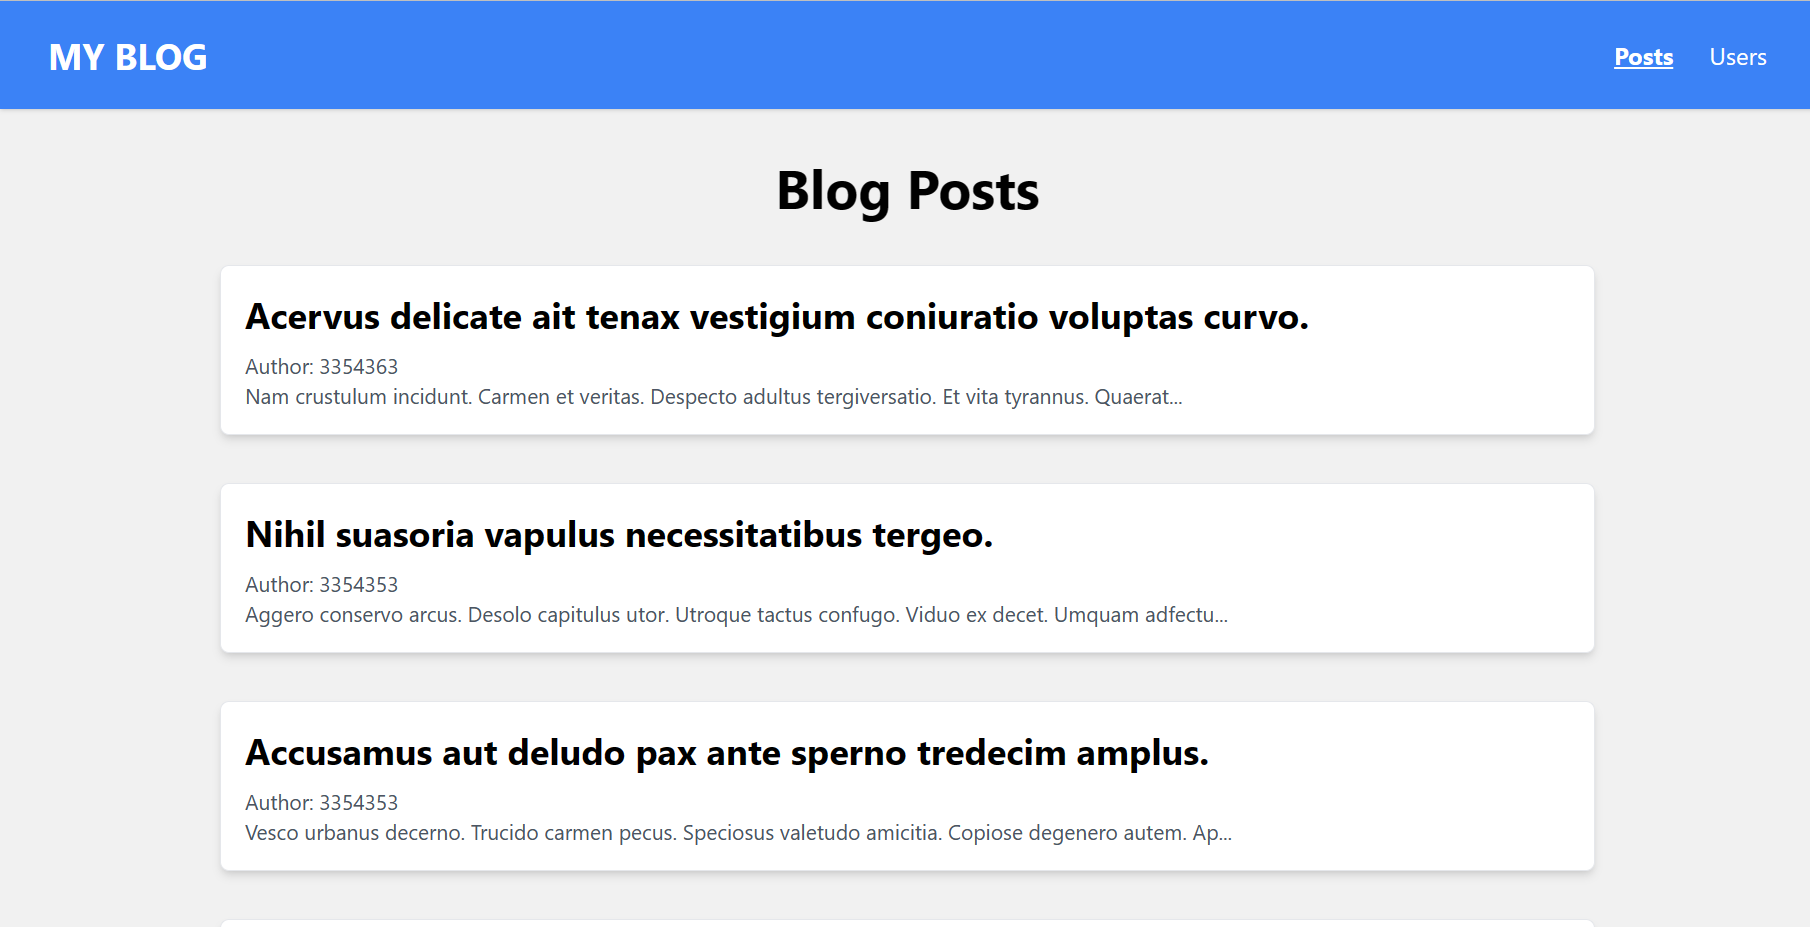 MY BLOG
Posts
Users
Blog Posts
Acervus delicate ait tenax vestigium coniuratio voluptas curvo.
Author: 3354363
Nam crustulum incidunt. Carmen et veritas. Despecto adultus tergiversatio. Et vita tyrannus. Quaerat...
Nihil suasoria vapulus necessitatibus tergeo.
Author: 3354353
Aggero conservo arcus. Desolo capitulus utor. Utroque tactus confugo. Viduo ex decet. Umquam adfectu...
Accusamus aut deludo pax ante sperno tredecim amplus.
Author: 3354353
Vesco urbanus decerno. Trucido carmen pecus. Speciosus valetudo amicitia. Copiose degenero autem. Ap...